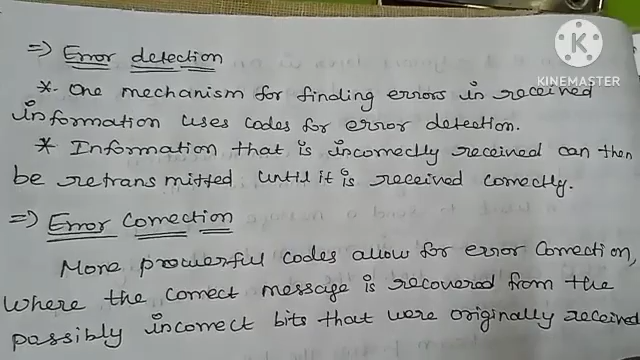 => Error detection
KINEMASTER
*. One mechanism for finding errors in received
information uses codes for error detection.
* Information that is incorrectly received can then
be retransmitted until it is received correctly.
=> Error Correction
More powerful codes allow for error Correction,
where the correct message is recovered from the
possibly incorrect bits that were originally received